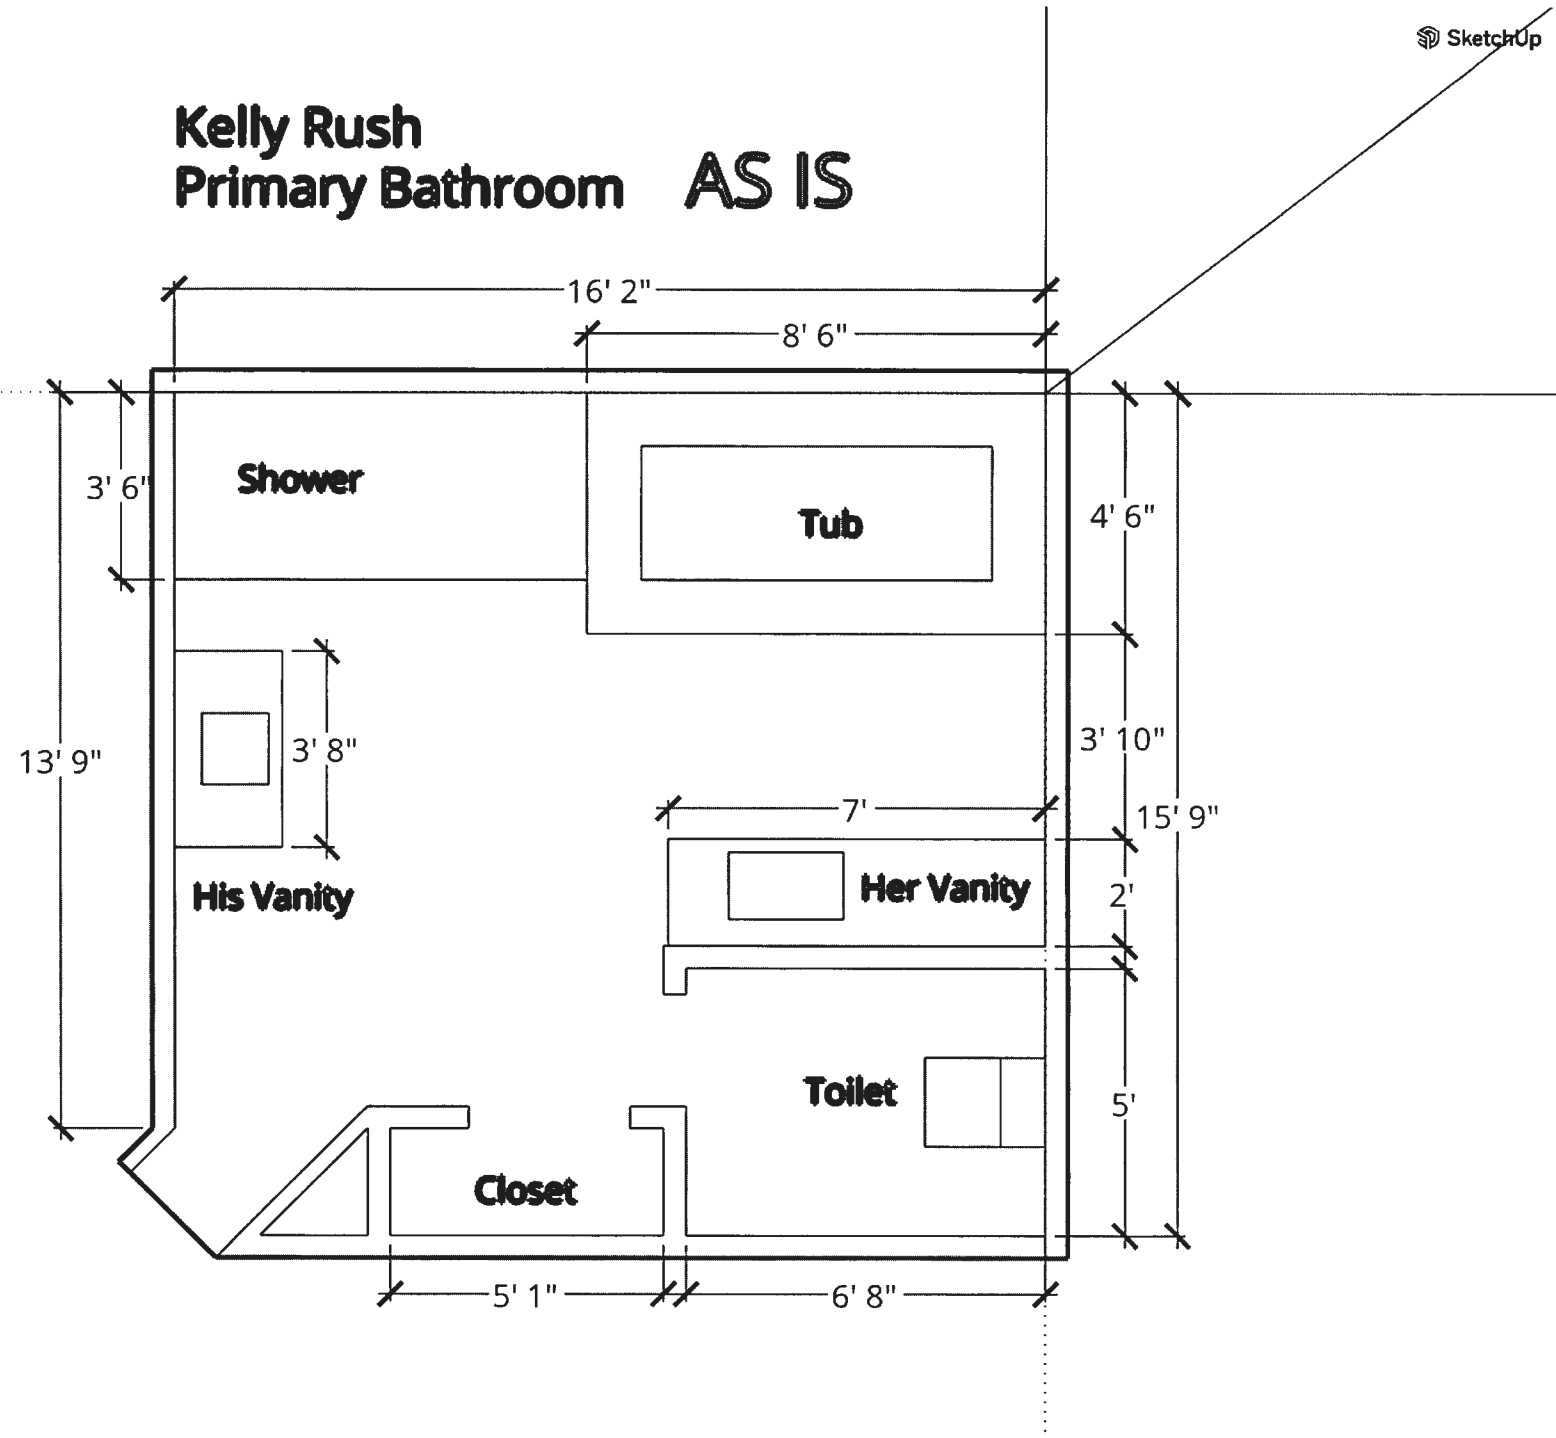 SketchUp
Kelly Rush
Primary Bathroom AS IS
16' 2"
8' 6"
Shower
3' 6"
Tub
4' 6"
3' 8"
13' 9"
3' 10"
7'
15' 9"
His Vanity
Her Vanity
2'
Toilet
5'
Closet
5' 1"
6' 8"